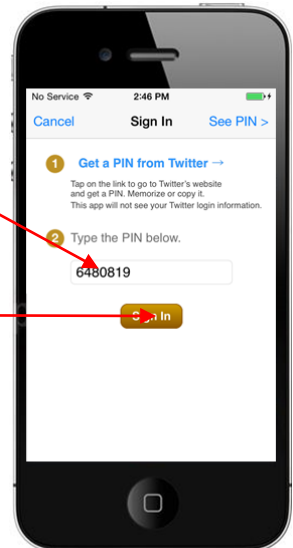 No Service 2:46 PM
Cancel Sign In See PIN >
1 Get a PIN from Twitter →
Tap on the link to go to Twitter's website
and get a PIN. Memorize or copy it.
This app will not see your Twitter login information.
2 Type the PIN below.
6480819
Sign In